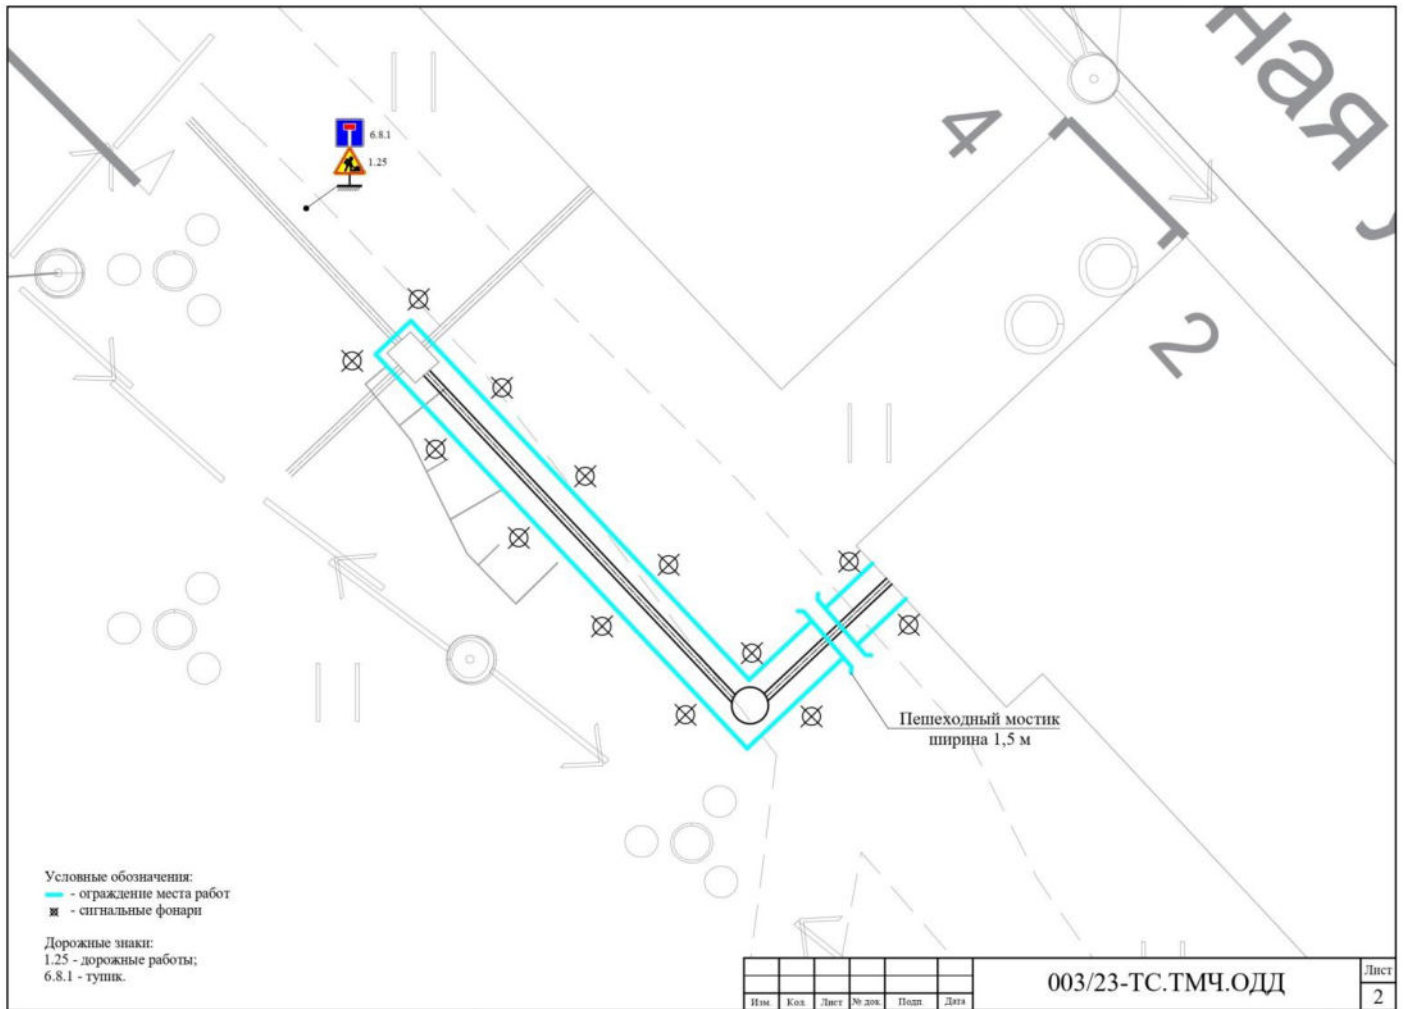 ная у
6.8.1
1.25
4
2
Пешеходный мостик
ширина 1,5 м
Условные обозначения:
- ограждение места работ
- сигнальные фонари
Дорожные знаки:
1.25 - дорожные работы;
6.8.1 - тупик.
Изм. Кол. Лист № док. Подп. Дата
003/23-ТС.ТМЧ.ОДД
Лист
2